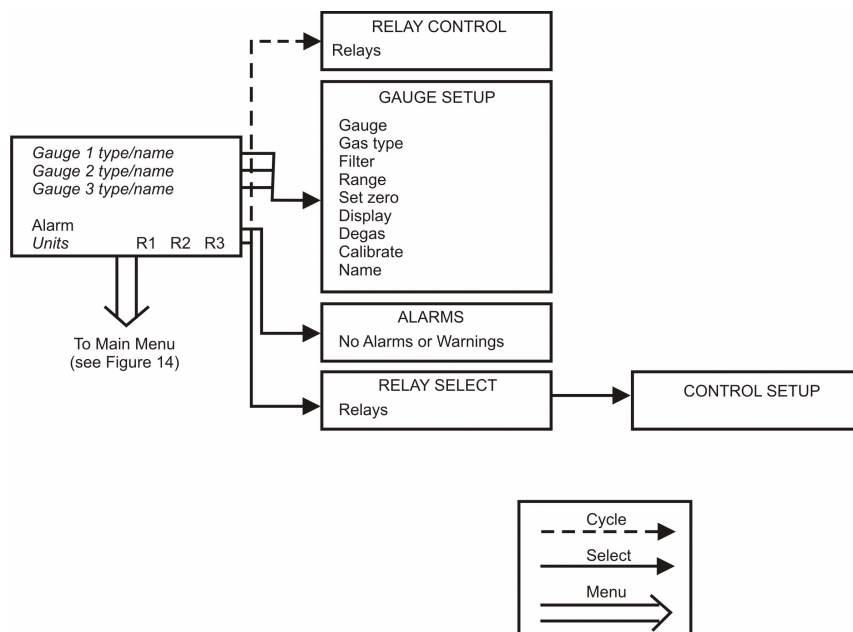 RELAY CONTROL
Relays
GAUGE SETUP
Gauge
Gas type
Filter
Range
Set zero
Display
Degas
Calibrate
Name
Gauge 1 type/name
Gauge 2 type/name
Gauge 3 type/name
Alarm
Units R1 R2 R3
To Main Menu
(see Figure 14)
ALARMS
No Alarms or Warnings
RELAY SELECT
Relays
CONTROL SETUP
Cycle
Select
Menu